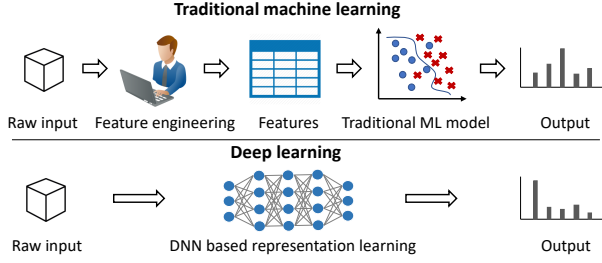 Traditional machine learning
Raw input Feature engineering Features Traditional ML model Output
Deep learning
Raw input DNN based representation learning Output